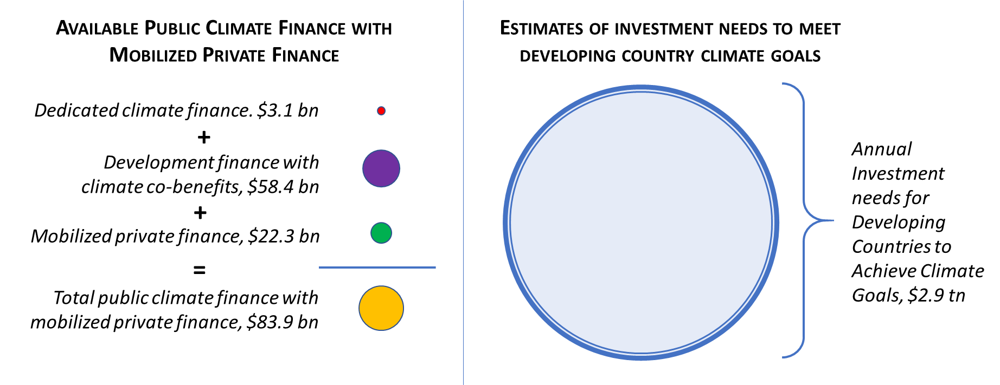 AVAILABLE PUBLIC CLIMATE FINANCE WITH
MOBILIZED PRIVATE FINANCE
Dedicated climate finance. $3.1 bn
+
Development finance with
climate co-benefits, $58.4 bn
+
Mobilized private finance, $22.3 bn
=
Total public climate finance with
mobilized private finance, $83.9 bn
ESTIMATES OF INVESTMENT NEEDS TO MEET
DEVELOPING COUNTRY CLIMATE GOALS
Annual
Investment
needs for
Developing
Countries to
Achieve Climate
Goals, $2.9 tn